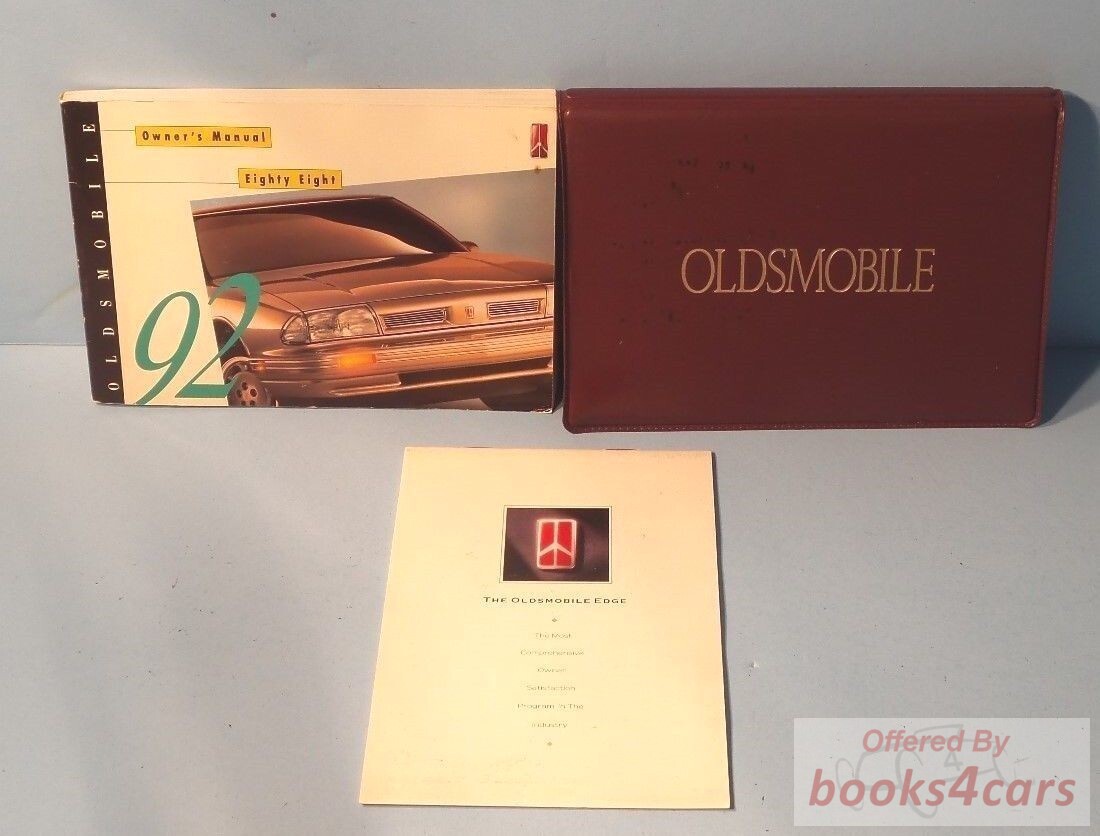 OLDSMOBILE
Owner's Manual
Eighty Eight
92
OLDSMOBILE
THE OLDSMOBILE EDGE
The Most
Comprehensive
Owner
Satisfaction
Program In The
Industry
Offered By
books4cars